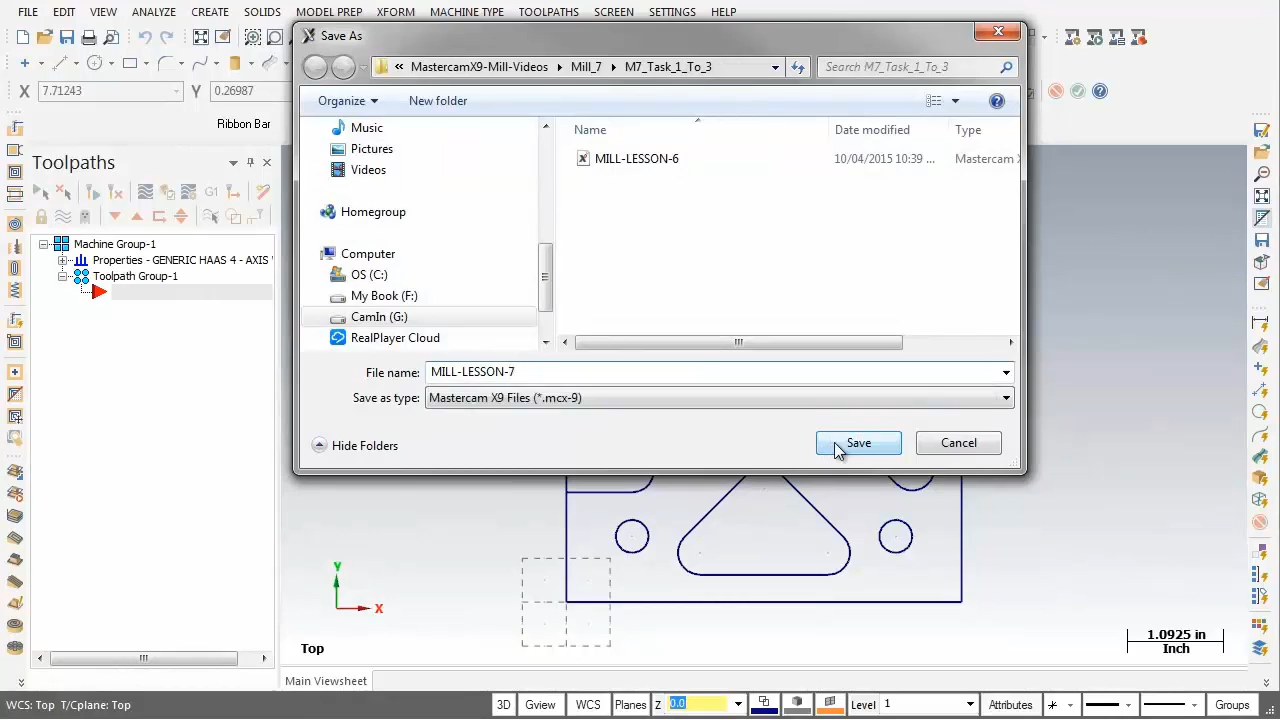 FILE EDIT VIEW ANALYZE CREATE SOLIDS MODEL PREP XFORM MACHINE TYPE TOOLPATHS SCREEN SETTINGS HELP
Save As
« MastercamX9-Mill-Videos Mill_7 M7_Task_1_To_3
Search M7_Task_1_To_3
X 7.71243 Y 0.26987
Organize New folder
Ribbon Bar
Music
Pictures
Videos
Homegroup
Computer
OS (C:)
My Book (F:)
CamIn (G:)
RealPlayer Cloud
Name Date modified Type
MILL-LESSON-6 10/04/2015 10:39 ... Mastercam
File name: MILL-LESSON-7
Save as type: Mastercam X9 Files (*.mcx-9)
Hide Folders
Save Cancel
Toolpaths
G1
Machine Group-1
Properties - GENERIC HAAS 4 - AXIS
Toolpath Group-1
Y
X
Top
1.0925 in
Inch
Main Viewsheet
WCS: Top T/Cplane: Top
3D Gview WCS Planes Z 0.0 Level 1 Attributes Groups